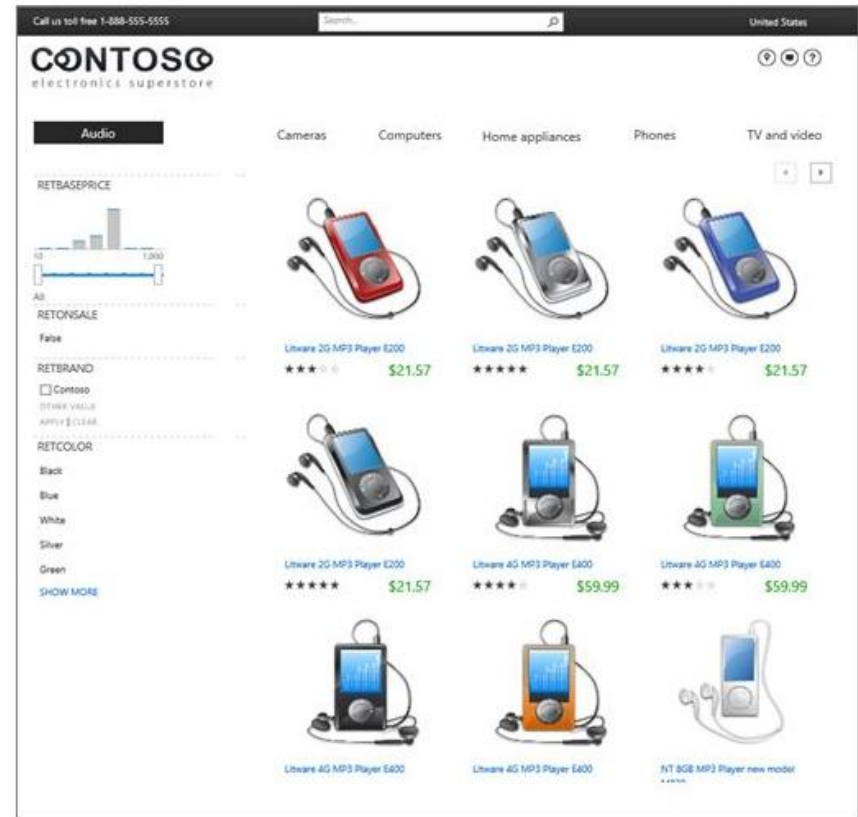 Call us toll free 1-888-555-5555
Search...
United States
CONTOSO
electronics superstore
?
Audio
Cameras
Computers
Home appliances
Phones
TV and video
RETBASEPRICE
10
1,000
All
RETONSALE
False
RETBRAND
Contoso
OTHER VALUE
APPLY | CLEAR
RETCOLOR
Black
Blue
White
Silver
Green
SHOW MORE
Litware 2G MP3 Player E200
Litware 2G MP3 Player E200
Litware 2G MP3 Player E200
$21.57
$21.57
$21.57
Litware 2G MP3 Player E200
Litware 4G MP3 Player E400
Litware 4G MP3 Player E400
$21.57
$59.99
$59.99
Litware 4G MP3 Player E400
Litware 4G MP3 Player E400
NT 8GB MP3 Player new model